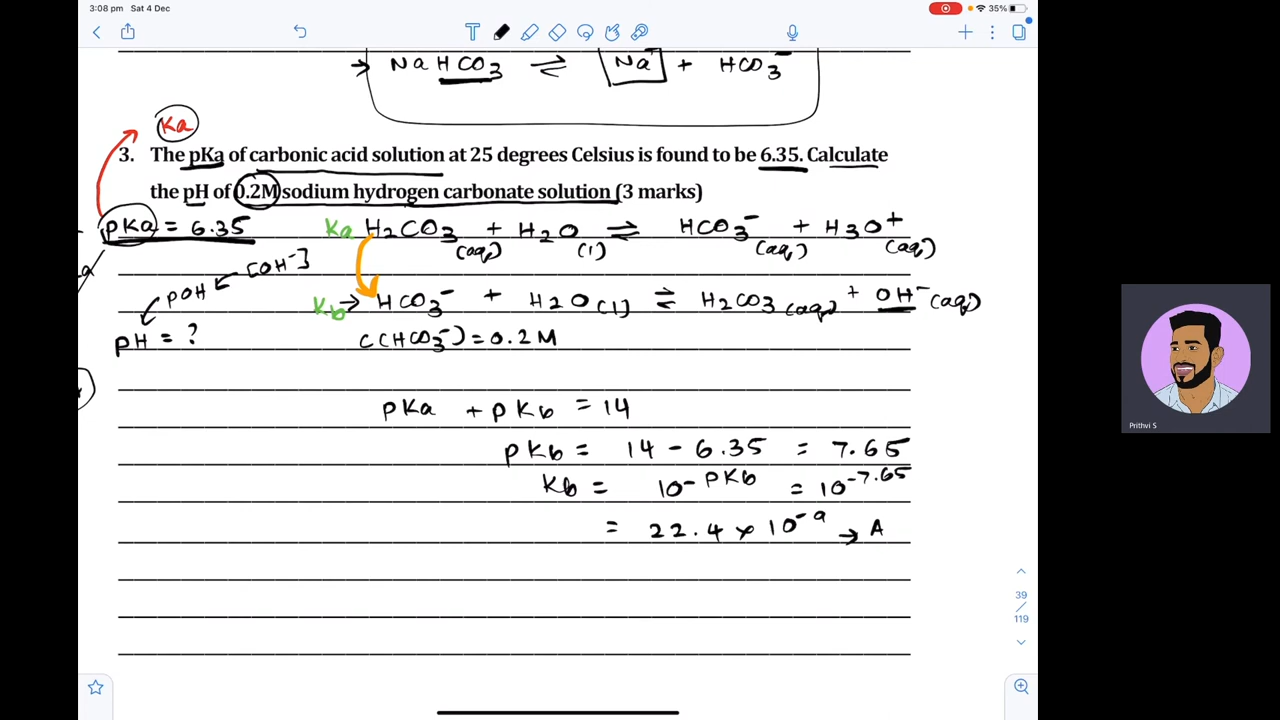 3:08 pm Sat 4 Dec
35%
→ NaHCO₃ ⇌ Na⁺ + HCO₃⁻
Ka
3. The pKa of carbonic acid solution at 25 degrees Celsius is found to be 6.35. Calculate
the pH of 0.2M sodium hydrogen carbonate solution (3 marks)
pKa = 6.35
Ka H₂CO₃ (aq) + H₂O (l) ⇌ HCO₃⁻ (aq) + H₃O⁺ (aq)
a
pOH ← [OH⁻]
Kb → HCO₃⁻ + H₂O (l) ⇌ H₂CO₃ (aq) + OH⁻ (aq)
pH = ?
C(HCO₃⁻) = 0.2 M
pKa + pKb = 14
pKb = 14 - 6.35 = 7.65
Kb = 10^-pKb = 10^-7.65
= 22.4 × 10⁻⁹ → A
Prithvi S
39
/
119